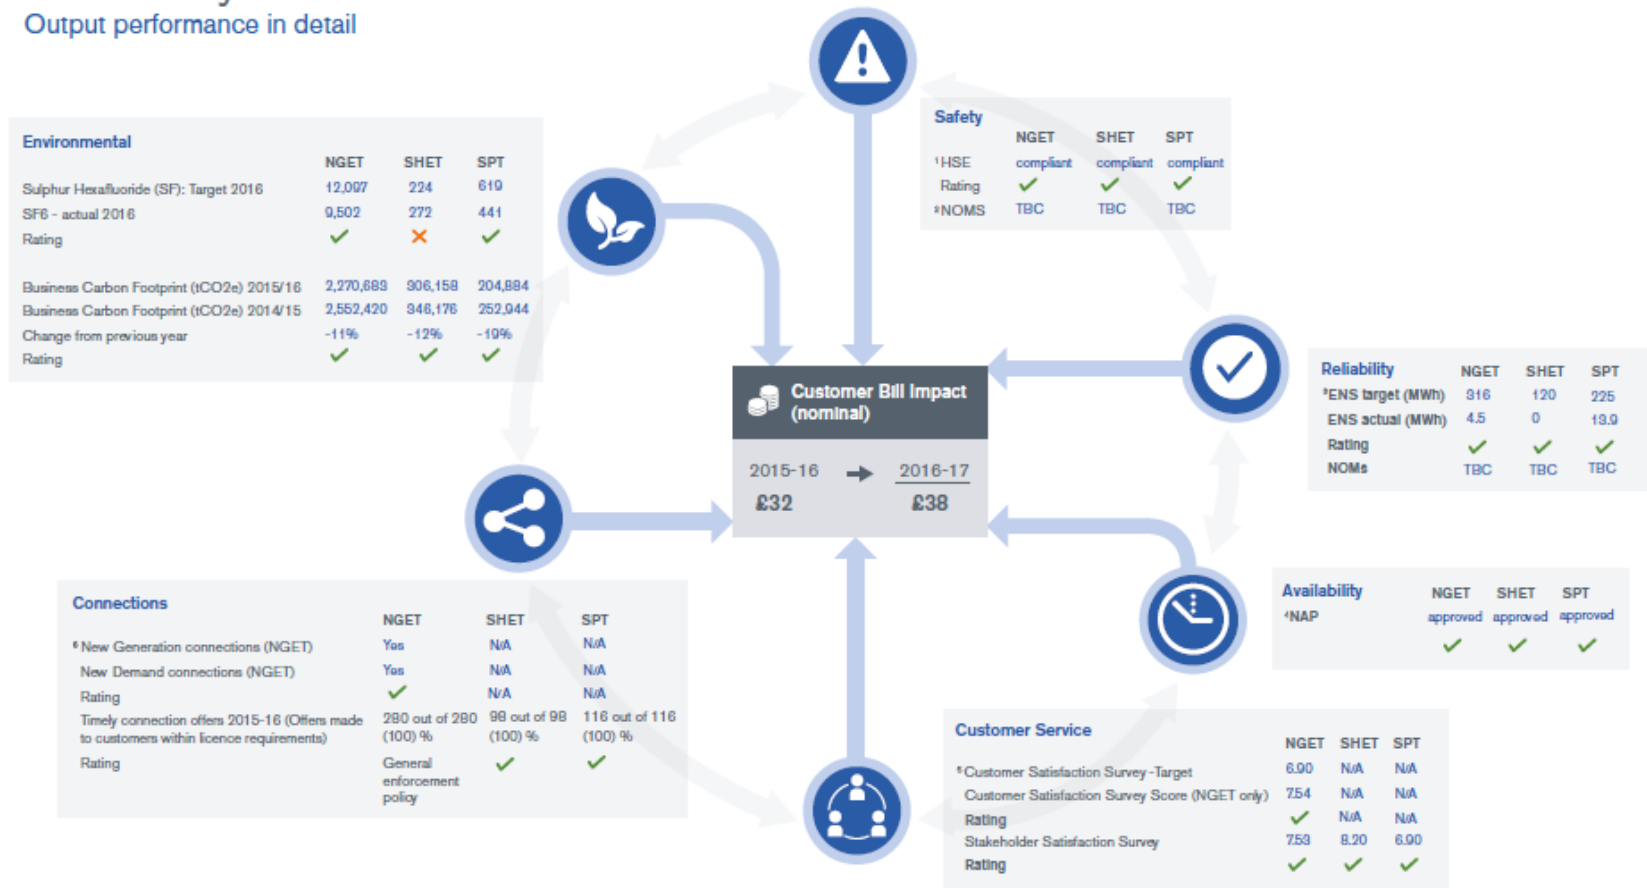 Output performance in detail
Environmental
NGET SHET SPT
Sulphur Hexafluoride (SF): Target 2016 12,097 224 619
SF6 - actual 2016 9,502 272 441
Rating ✓ ✕ ✓
Business Carbon Footprint (tCO2e) 2015/16 2,270,683 306,158 204,884
Business Carbon Footprint (tCO2e) 2014/15 2,552,420 346,176 252,944
Change from previous year -11% -12% -19%
Rating ✓ ✓ ✓
Safety
NGET SHET SPT
¹HSE compliant compliant compliant
Rating ✓ ✓ ✓
²NOMS TBC TBC TBC
Reliability NGET SHET SPT
³ENS target (MWh) 316 120 225
ENS actual (MWh) 4.5 0 13.9
Rating ✓ ✓ ✓
NOMs TBC TBC TBC
Customer Bill Impact
(nominal)
2015-16 2016-17
£32 £38
Connections
NGET SHET SPT
⁶New Generation connections (NGET) Yes N/A N/A
New Demand connections (NGET) Yes N/A N/A
Rating ✓ N/A N/A
Timely connection offers 2015-16 (Offers made 280 out of 280 98 out of 98 116 out of 116
to customers within licence requirements) (100) % (100) % (100) %
Rating General ✓ ✓
enforcement
policy
Availability NGET SHET SPT
⁴NAP approved approved approved
✓ ✓ ✓
Customer Service
NGET SHET SPT
⁵Customer Satisfaction Survey -Target 6.90 N/A N/A
Customer Satisfaction Survey Score (NGET only) 7.54 N/A N/A
Rating ✓ N/A N/A
Stakeholder Satisfaction Survey 7.53 8.20 6.90
Rating ✓ ✓ ✓